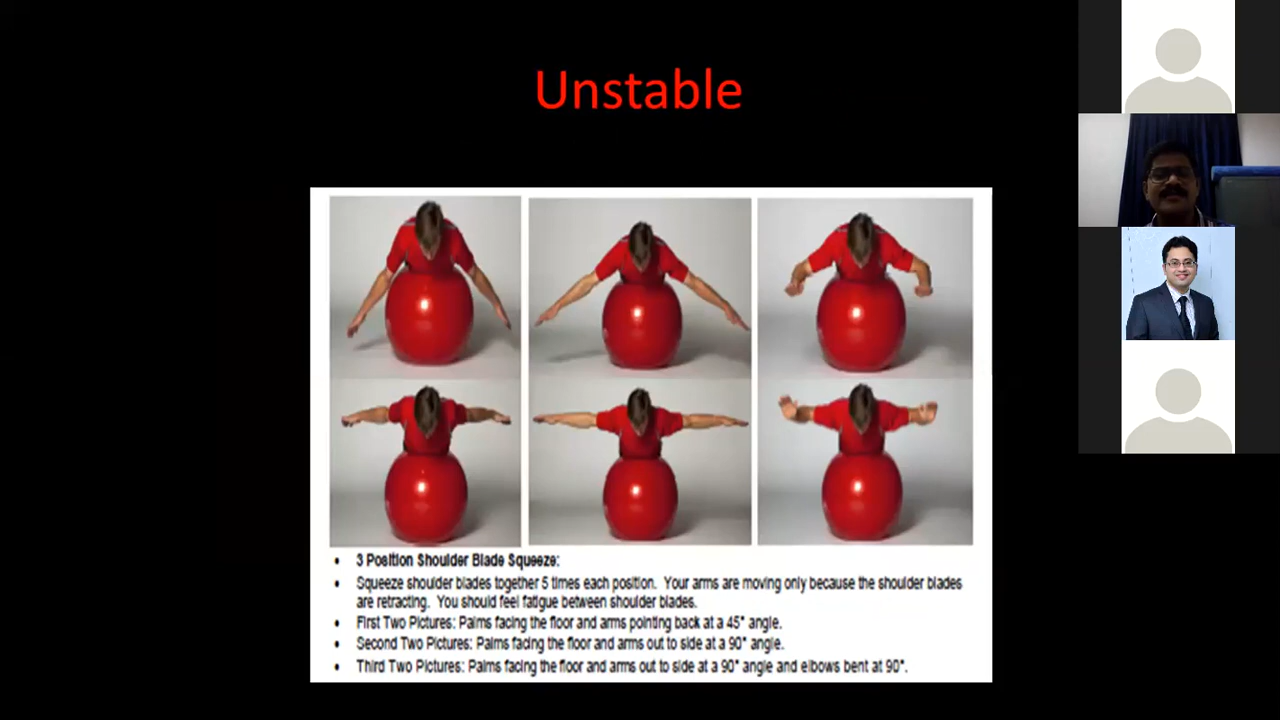 Unstable
• 3 Position Shoulder Blade Squeeze:
• Squeeze shoulder blades together 5 times each position. Your arms are moving only because the shoulder blades
are retracting. You should feel fatigue between shoulder blades.
• First Two Pictures: Palms facing the floor and arms pointing back at a 45° angle.
• Second Two Pictures: Palms facing the floor and arms out to side at a 90° angle.
• Third Two Pictures: Palms facing the floor and arms out to side at a 90° angle and elbows bent at 90°.